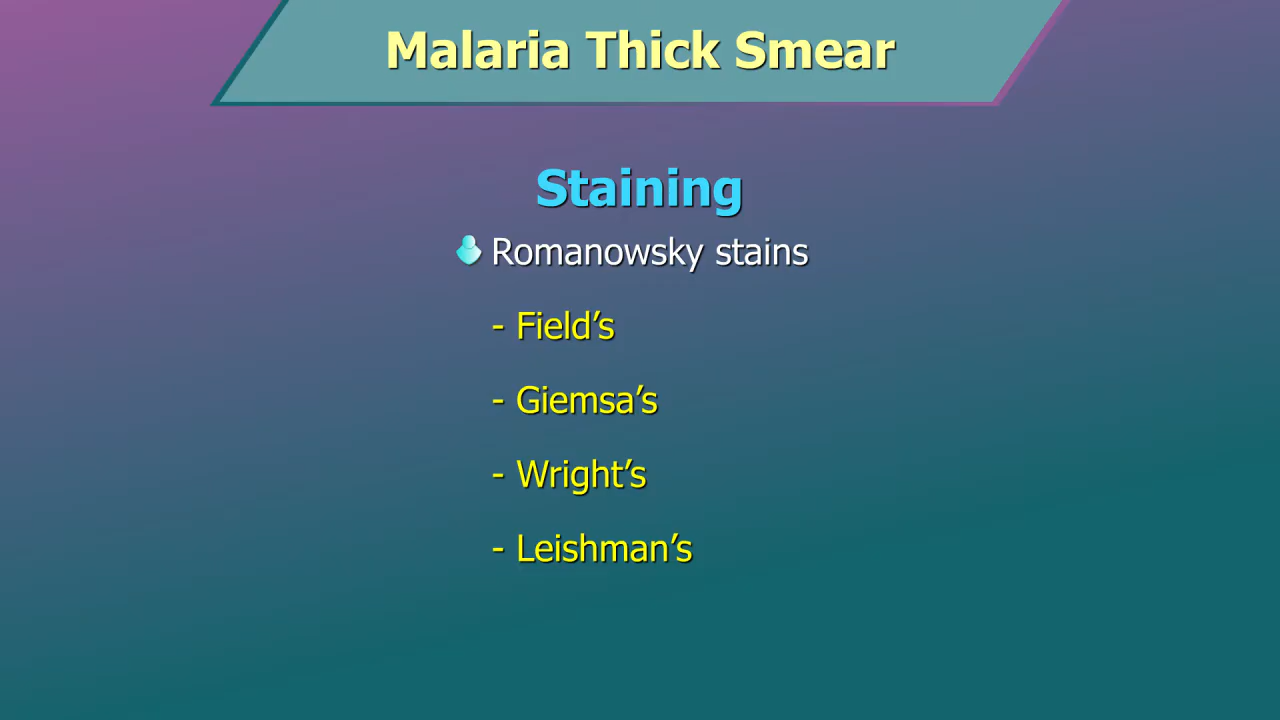 Malaria Thick Smear
Staining
Romanowsky stains
- Field’s
- Giemsa’s
- Wright’s
- Leishman’s